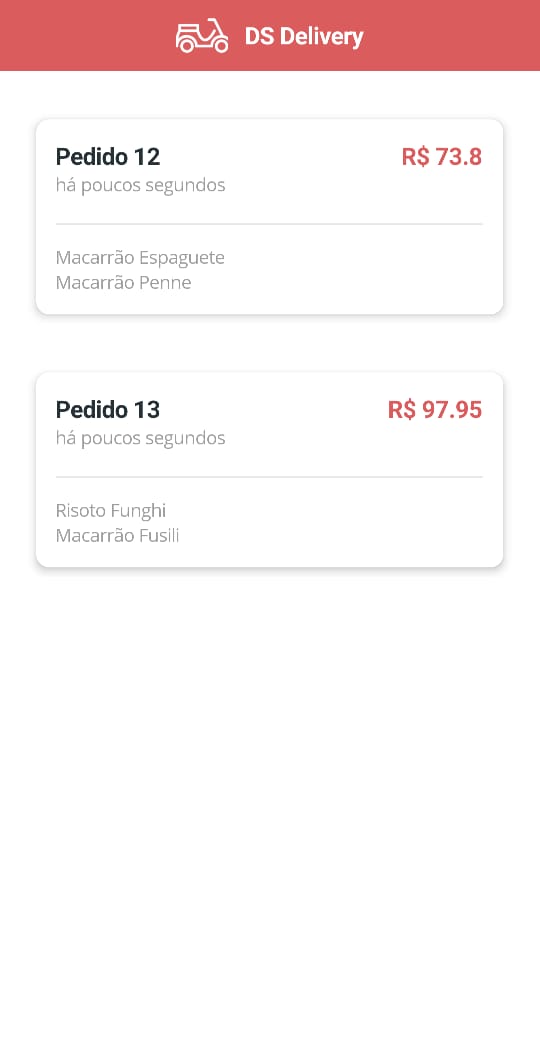 DS Delivery
Pedido 12
R$ 73.8
há poucos segundos
Macarrão Espaguete
Macarrão Penne
Pedido 13
R$ 97.95
há poucos segundos
Risoto Funghi
Macarrão Fusili